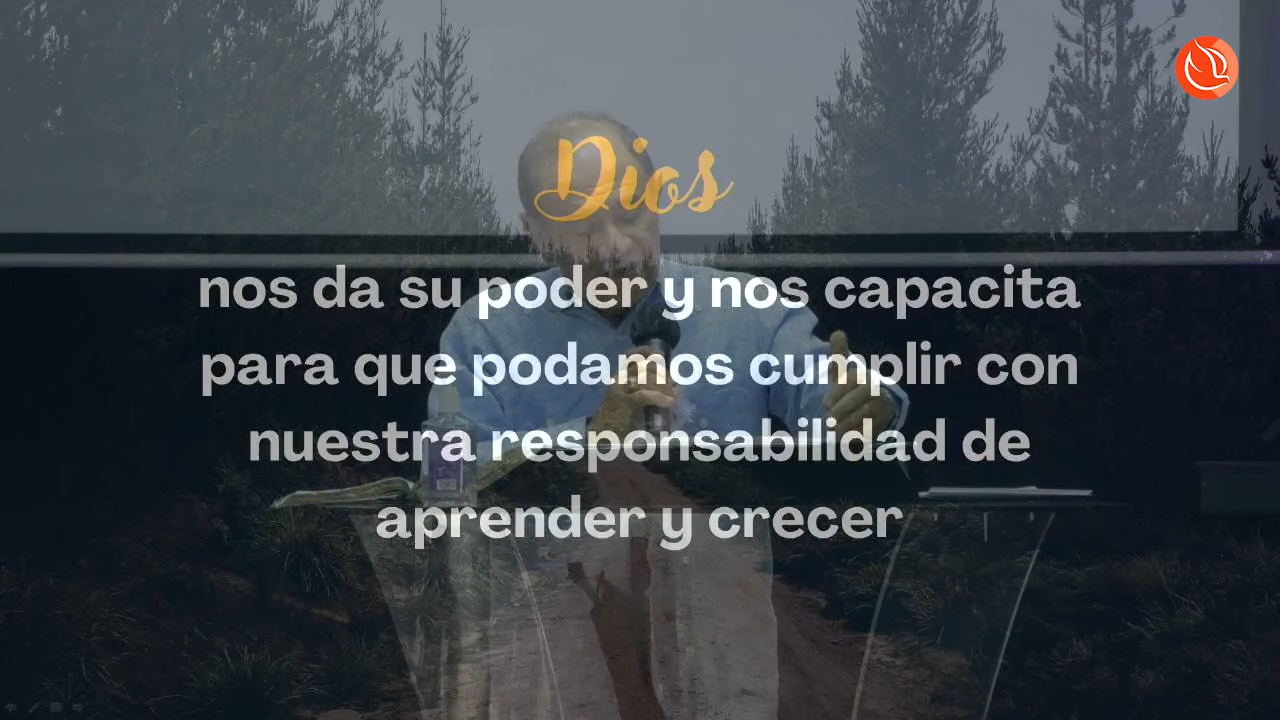 Dios
nos da su poder y nos capacita
para que podamos cumplir con
nuestra responsabilidad de
aprender y crecer